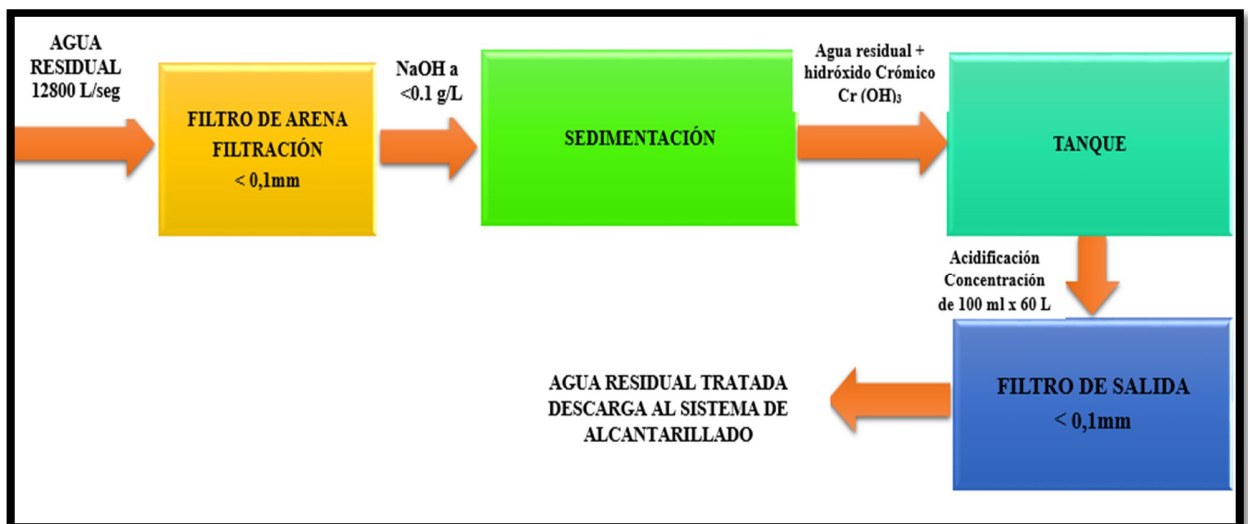 AGUA
RESIDUAL
12800 L/seg
FILTRO DE ARENA
FILTRACIÓN
< 0,1mm
NaOH a
<0.1 g/L
SEDIMENTACIÓN
Agua residual +
hidróxido Crómico
Cr (OH)₃
TANQUE
Acidificación
Concentración
de 100 ml x 60 L
FILTRO DE SALIDA
< 0,1mm
AGUA RESIDUAL TRATADA
DESCARGA AL SISTEMA DE
ALCANTARILLADO